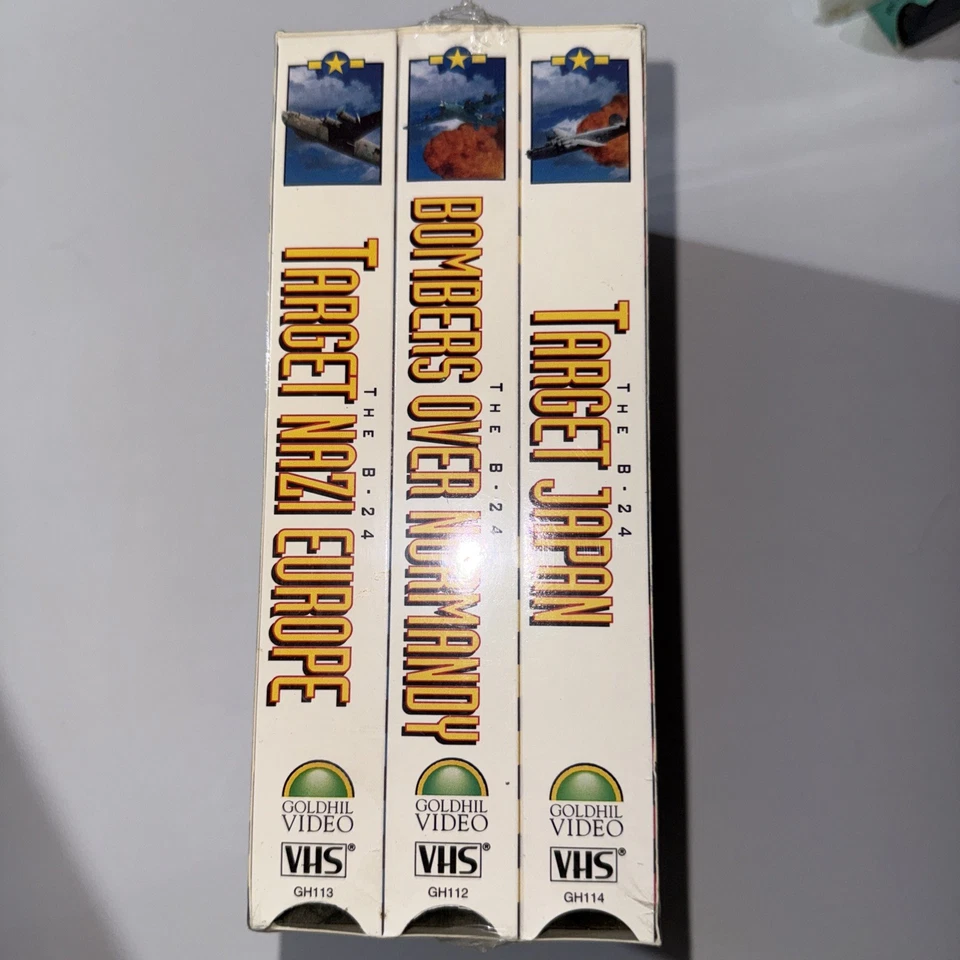 THE B-24
TARGET NAZI EUROPE
GOLDHIL
VIDEO
VHS®
GH113
THE B-24
BOMBERS OVER NORMANDY
GOLDHIL
VIDEO
VHS®
GH112
THE B-24
TARGET JAPAN
GOLDHIL
VIDEO
VHS®
GH114